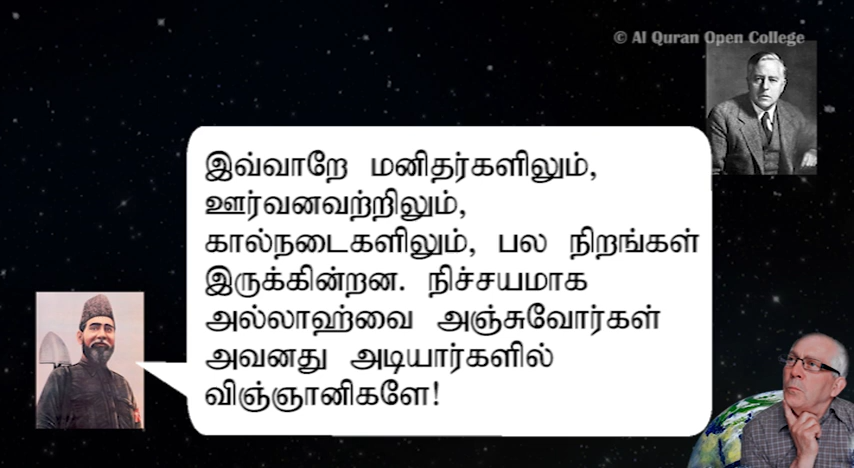 © Al Quran Open College
இவ்வாறே மனிதர்களிலும்,
ஊர்வனவற்றிலும்,
கால்நடைகளிலும், பல நிறங்கள்
இருக்கின்றன. நிச்சயமாக
அல்லாஹ்வை அஞ்சுவோர்கள்
அவனது அடியார்களில்
விஞ்ஞானிகளே!